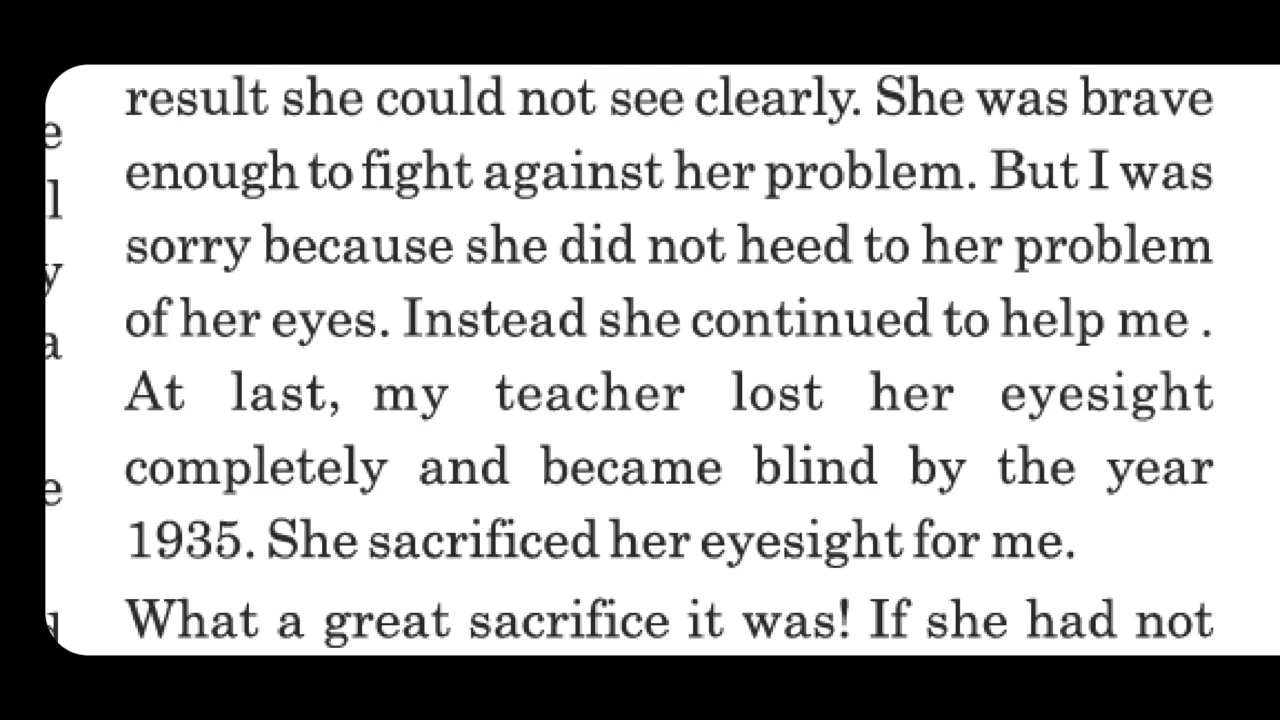 result she could not see clearly. She was brave
enough to fight against her problem. But I was
sorry because she did not heed to her problem
of her eyes. Instead she continued to help me .
At last, my teacher lost her eyesight
completely and became blind by the year
1935. She sacrificed her eyesight for me.
What a great sacrifice it was! If she had not